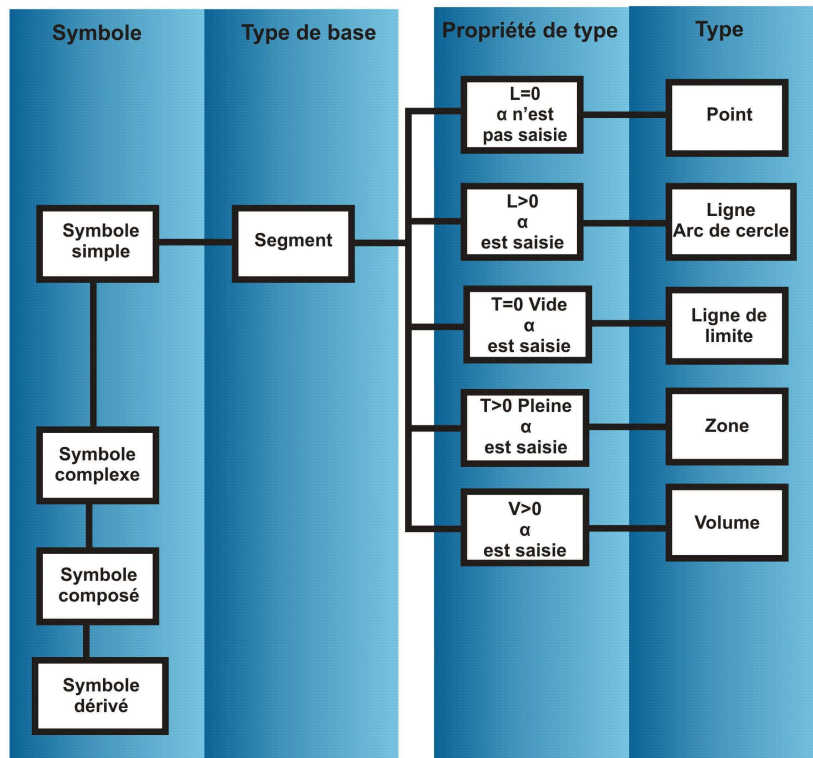 Symbole
Type de base
Propriété de type
Type
L=0
α n’est
pas saisie
Point
L>0
α
est saisie
Ligne
Arc de cercle
Symbole
simple
Segment
T=0 Vide
α
est saisie
Ligne de
limite
T>0 Pleine
α
est saisie
Zone
Symbole
complexe
V>0
α
est saisie
Volume
Symbole
composé
Symbole
dérivé